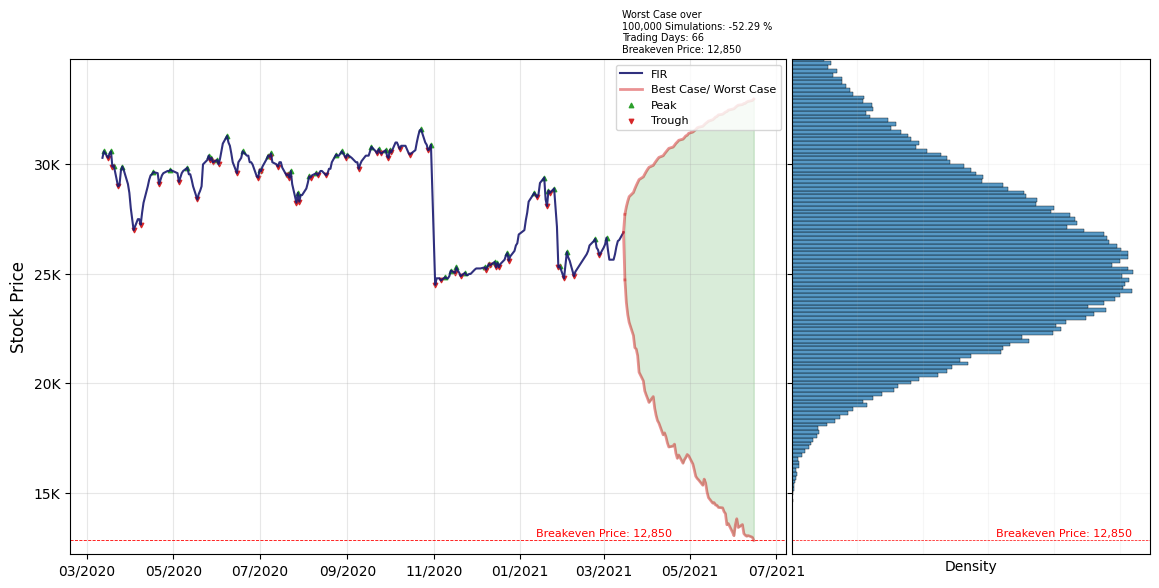 Worst Case over
100,000 Simulations: -52.29 %
Trading Days: 66
Breakeven Price: 12,850
FIR
Best Case/ Worst Case
Peak
Trough
Stock Price
30K
25K
20K
15K
Breakeven Price: 12,850
Breakeven Price: 12,850
03/2020 05/2020 07/2020 09/2020 11/2020 01/2021 03/2021 05/2021 07/2021
Density